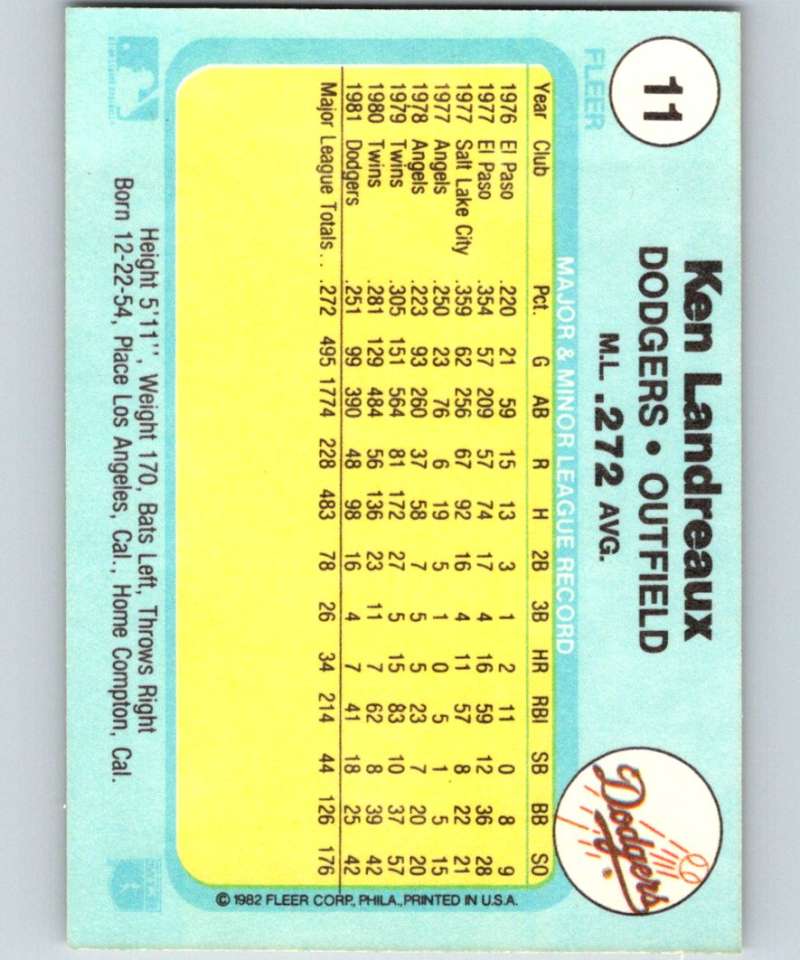 11
FLEER
Ken Landreaux
DODGERS • OUTFIELD
M.L. .272 AVG.
Dodgers
MAJOR & MINOR LEAGUE RECORD
Year Club Pct. G AB R H 2B 3B HR RBI SB BB SO
1976 El Paso .220 21 59 15 13 3 1 2 11 0 8 9
1977 El Paso .354 57 209 57 74 17 4 16 59 12 36 28
1977 Salt Lake City .359 62 256 67 92 16 4 11 57 8 22 21
1977 Angels .250 23 76 6 19 5 1 0 5 1 5 15
1978 Angels .223 93 260 37 58 7 5 5 23 7 20 20
1979 Twins .305 151 564 81 172 27 5 15 83 10 37 57
1980 Twins .281 129 484 56 136 23 11 7 62 8 39 42
1981 Dodgers .251 99 390 48 98 16 4 7 41 18 25 42
Major League Totals... .272 495 1774 228 483 78 26 34 214 44 126 176
© 1982 FLEER CORP., PHILA., PRINTED IN U.S.A.
Height 5'11'', Weight 170, Bats Left, Throws Right
Born 12-22-54, Place Los Angeles, Cal., Home Compton, Cal.